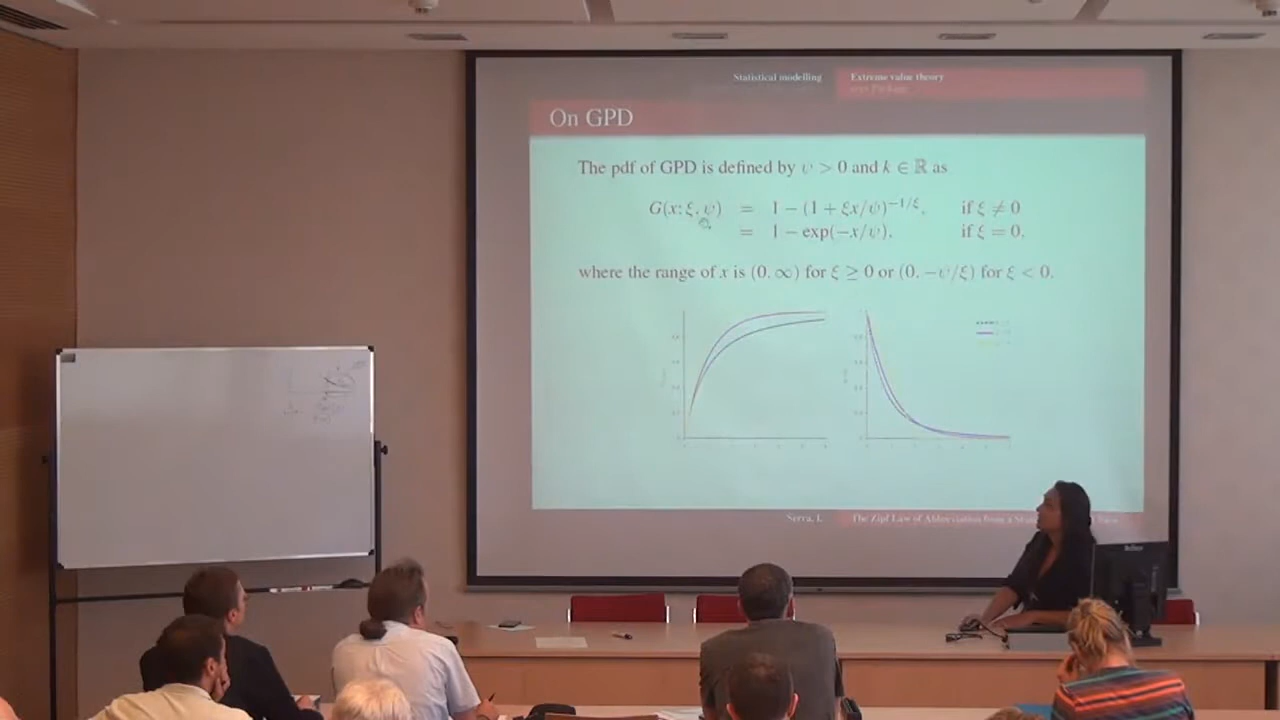 Statistical modelling Extreme value theory
On GPD
The pdf of GPD is defined by ψ > 0 and k ∈ ℝ as
G(x; ξ, ψ) = 1 − (1 + ξx/ψ)^{−1/ξ}, if ξ ≠ 0
= 1 − exp(−x/ψ), if ξ = 0,
where the range of x is (0, ∞) for ξ ≥ 0 or (0, −ψ/ξ) for ξ < 0.
The Zipf Law of Abbreviation from a